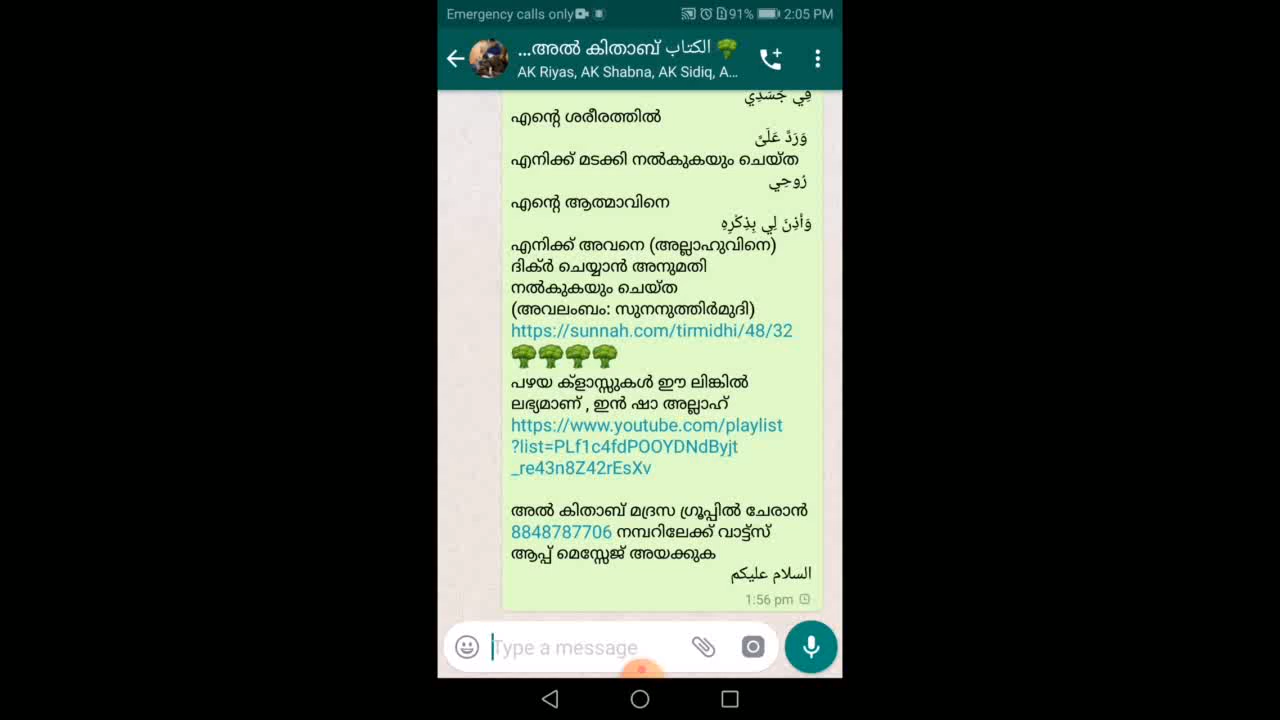 Emergency calls only 91% 2:05 PM
...അൽ കിതാബ് الكتاب
AK Riyas, AK Shabna, AK Sidiq, A...
فِي جَسَدِي
എന്റെ ശരീരത്തിൽ
وَرَدَّ عَلَىَّ
എനിക്ക് മടക്കി നൽകുകയും ചെയ്ത
رُوحِي
എന്റെ ആത്മാവിനെ
وَأَذِنَ لِي بِذِكْرِهِ
എനിക്ക് അവനെ (അല്ലാഹുവിനെ)
ദിക്ർ ചെയ്യാൻ അനുമതി
നൽകുകയും ചെയ്ത
(അവലംബം: സുനനുത്തിർമുദി)
https://sunnah.com/tirmidhi/48/32
🥦🥦🥦🥦
പഴയ ക്ളാസ്സുകൾ ഈ ലിങ്കിൽ
ലഭ്യമാണ് , ഇൻ ഷാ അല്ലാഹ്
https://www.youtube.com/playlist
?list=PLf1c4fdPOOYDNdByjt
_re43n8Z42rEsXv
അൽ കിതാബ് മദ്രസ ഗ്രൂപ്പിൽ ചേരാൻ
8848787706 നമ്പറിലേക്ക് വാട്ട്സ്
ആപ്പ് മെസ്സേജ് അയക്കുക
السلام عليكم
1:56 pm
Type a message